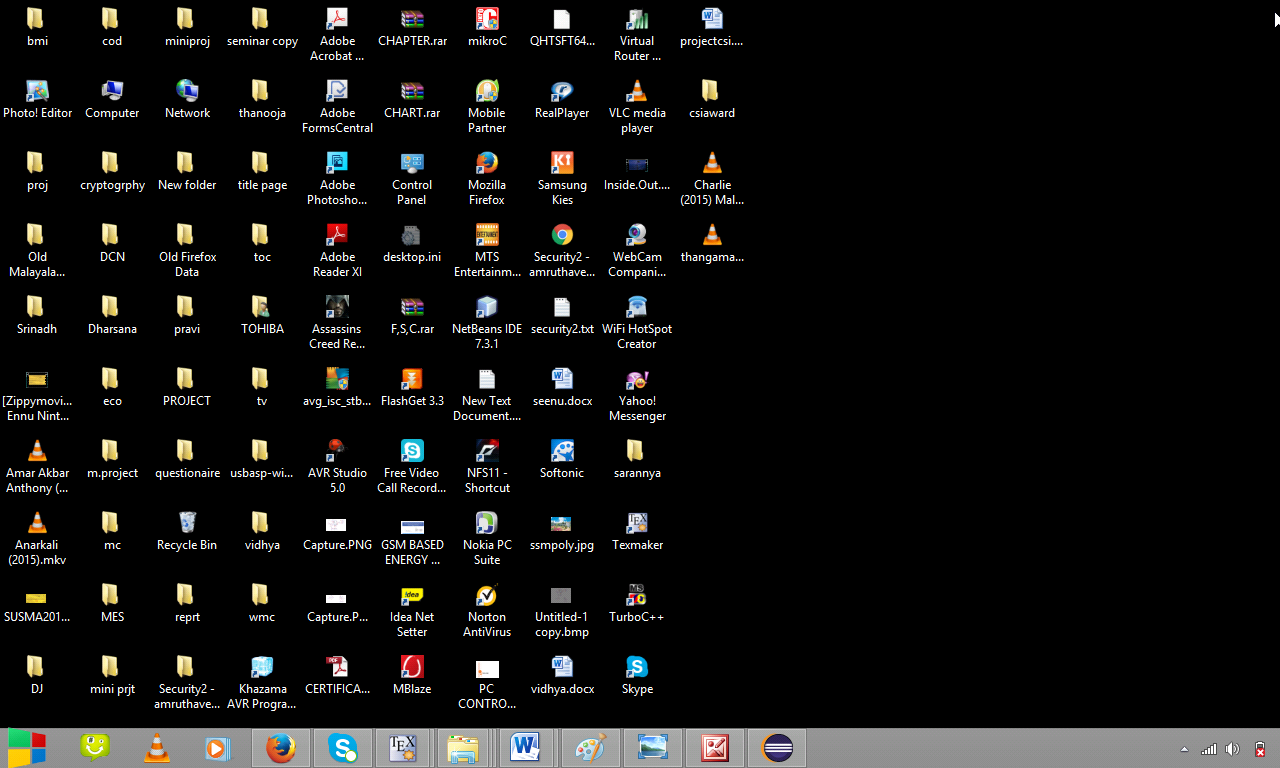 bmi
cod
miniproj
seminar copy
Adobe
Acrobat ...
CHAPTER.rar
mikroC
QHTSFT64...
Virtual
Router ...
projectcsi....
Photo! Editor
Computer
Network
thanooja
Adobe
FormsCentral
CHART.rar
Mobile
Partner
RealPlayer
VLC media
player
csiaward
proj
cryptogrphy
New folder
title page
Adobe
Photosho...
Control
Panel
Mozilla
Firefox
Samsung
Kies
Inside.Out....
Charlie
(2015) Mal...
Old
Malayala...
DCN
Old Firefox
Data
toc
Adobe
Reader XI
desktop.ini
MTS
Entertainm...
Security2 -
amruthave...
WebCam
Compani...
thangama...
Srinadh
Dharsana
pravi
TOHIBA
Assassins
Creed Re...
F,S,C.rar
NetBeans IDE
7.3.1
security2.txt
WiFi HotSpot
Creator
[Zippymovi...
Ennu Nint...
eco
PROJECT
tv
avg_isc_stb...
FlashGet 3.3
New Text
Document....
seenu.docx
Yahoo!
Messenger
Amar Akbar
Anthony (...
m.project
questionaire
usbasp-wi...
AVR Studio
5.0
Free Video
Call Record...
NFS11 -
Shortcut
Softonic
sarannya
Anarkali
(2015).mkv
mc
Recycle Bin
vidhya
Capture.PNG
GSM BASED
ENERGY ...
Nokia PC
Suite
ssmpoly.jpg
Texmaker
SUSMA201...
MES
reprt
wmc
Capture.P...
Idea Net
Setter
Norton
AntiVirus
Untitled-1
copy.bmp
TurboC++
DJ
mini prjt
Security2 -
amruthave...
Khazama
AVR Progra...
CERTIFICA...
MBlaze
PC
CONTRO...
vidhya.docx
Skype